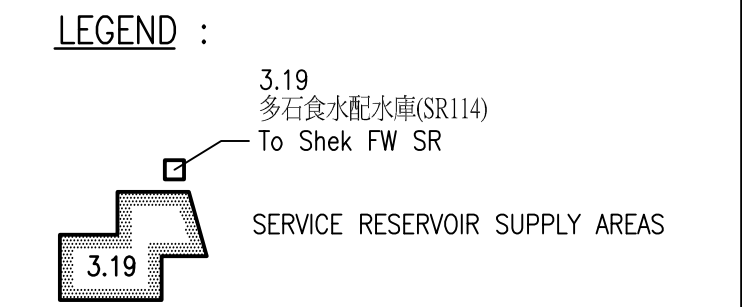 LEGEND :
3.19
多石食水配水庫(SR114)
To Shek FW SR
SERVICE RESERVOIR SUPPLY AREAS
3.19